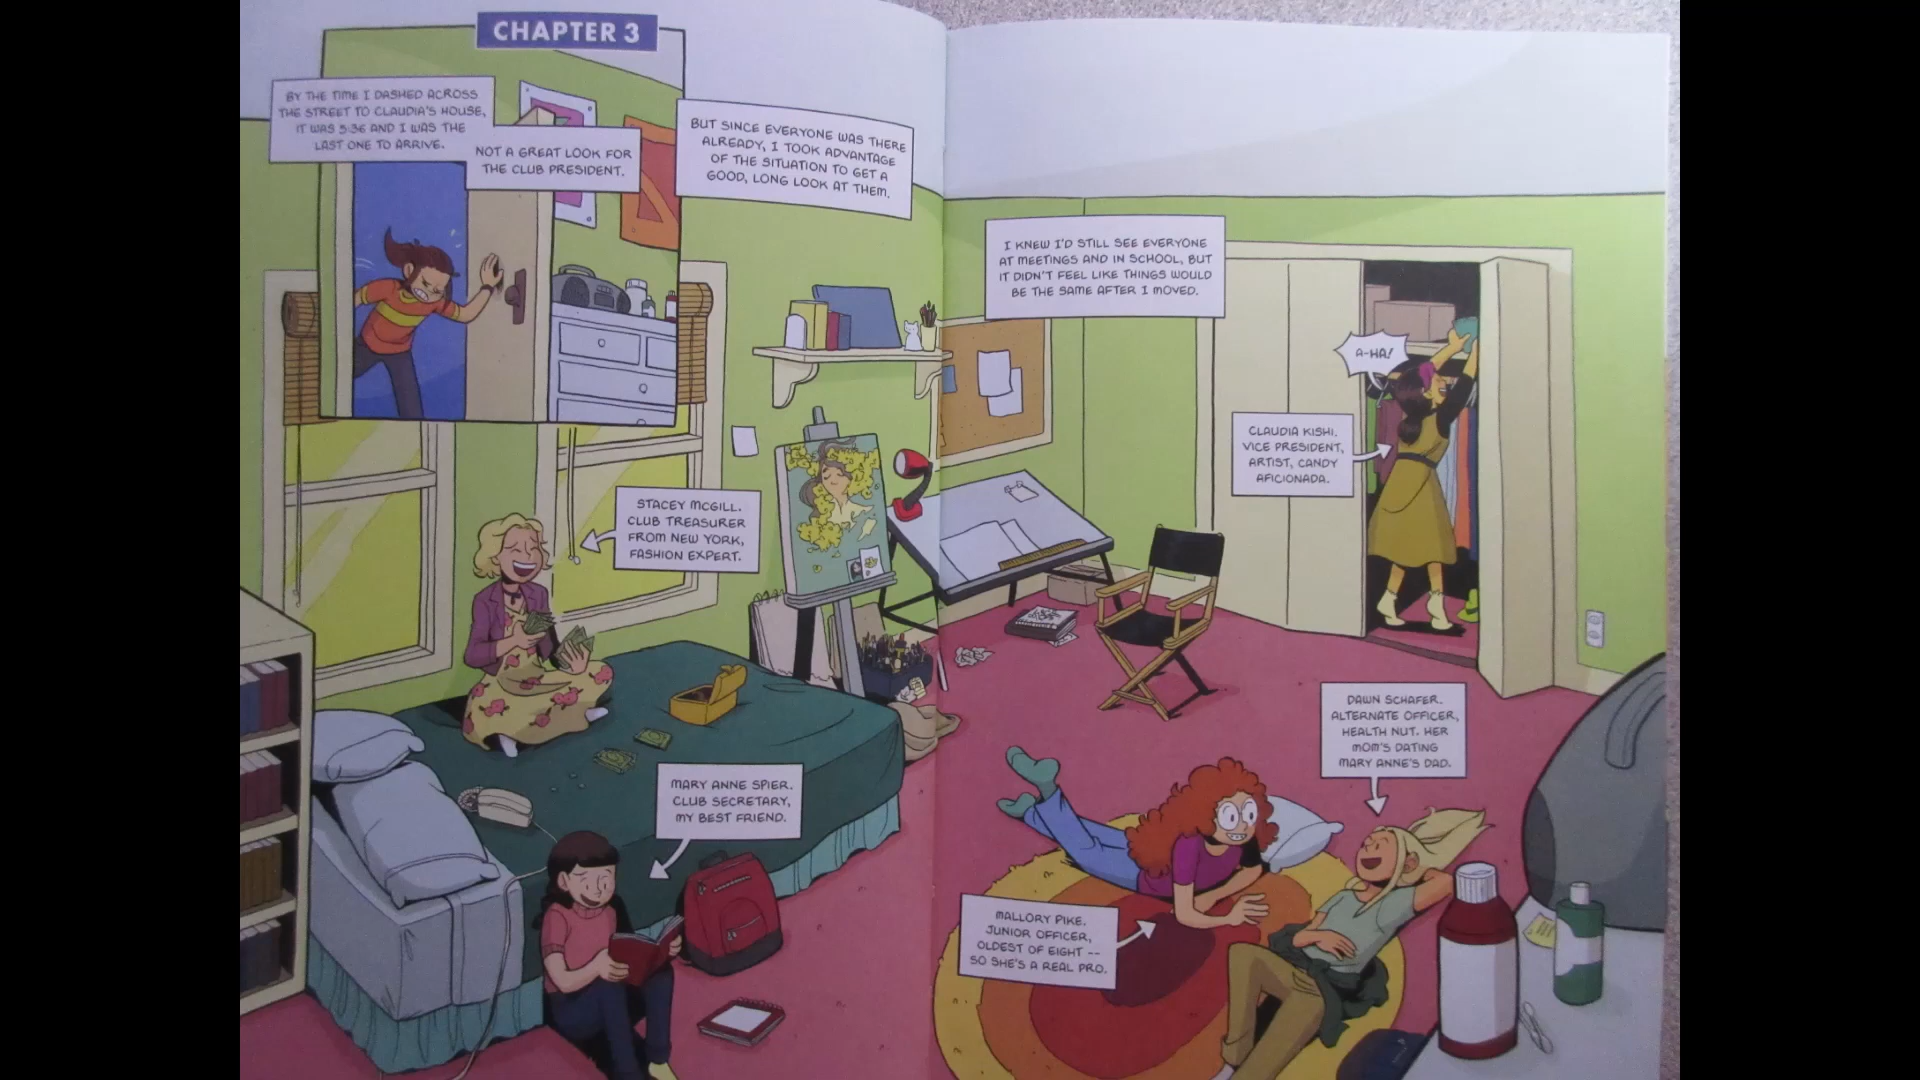 CHAPTER 3
BY THE TIME I DASHED ACROSS
THE STREET TO CLAUDIA'S HOUSE,
IT WAS 5:36 AND I WAS THE
LAST ONE TO ARRIVE.
NOT A GREAT LOOK FOR
THE CLUB PRESIDENT.
BUT SINCE EVERYONE WAS THERE
ALREADY, I TOOK ADVANTAGE
OF THE SITUATION TO GET A
GOOD, LONG LOOK AT THEM.
I KNEW I'D STILL SEE EVERYONE
AT MEETINGS AND IN SCHOOL, BUT
IT DIDN'T FEEL LIKE THINGS WOULD
BE THE SAME AFTER I MOVED.
A-HA!
CLAUDIA KISHI.
VICE PRESIDENT,
ARTIST, CANDY
AFICIONADA.
STACEY MCGILL.
CLUB TREASURER
FROM NEW YORK,
FASHION EXPERT.
MARY ANNE SPIER.
CLUB SECRETARY,
MY BEST FRIEND.
DAWN SCHAFER.
ALTERNATE OFFICER,
HEALTH NUT. HER
MOM'S DATING
MARY ANNE'S DAD.
MALLORY PIKE.
JUNIOR OFFICER,
OLDEST OF EIGHT --
SO SHE'S A REAL PRO.